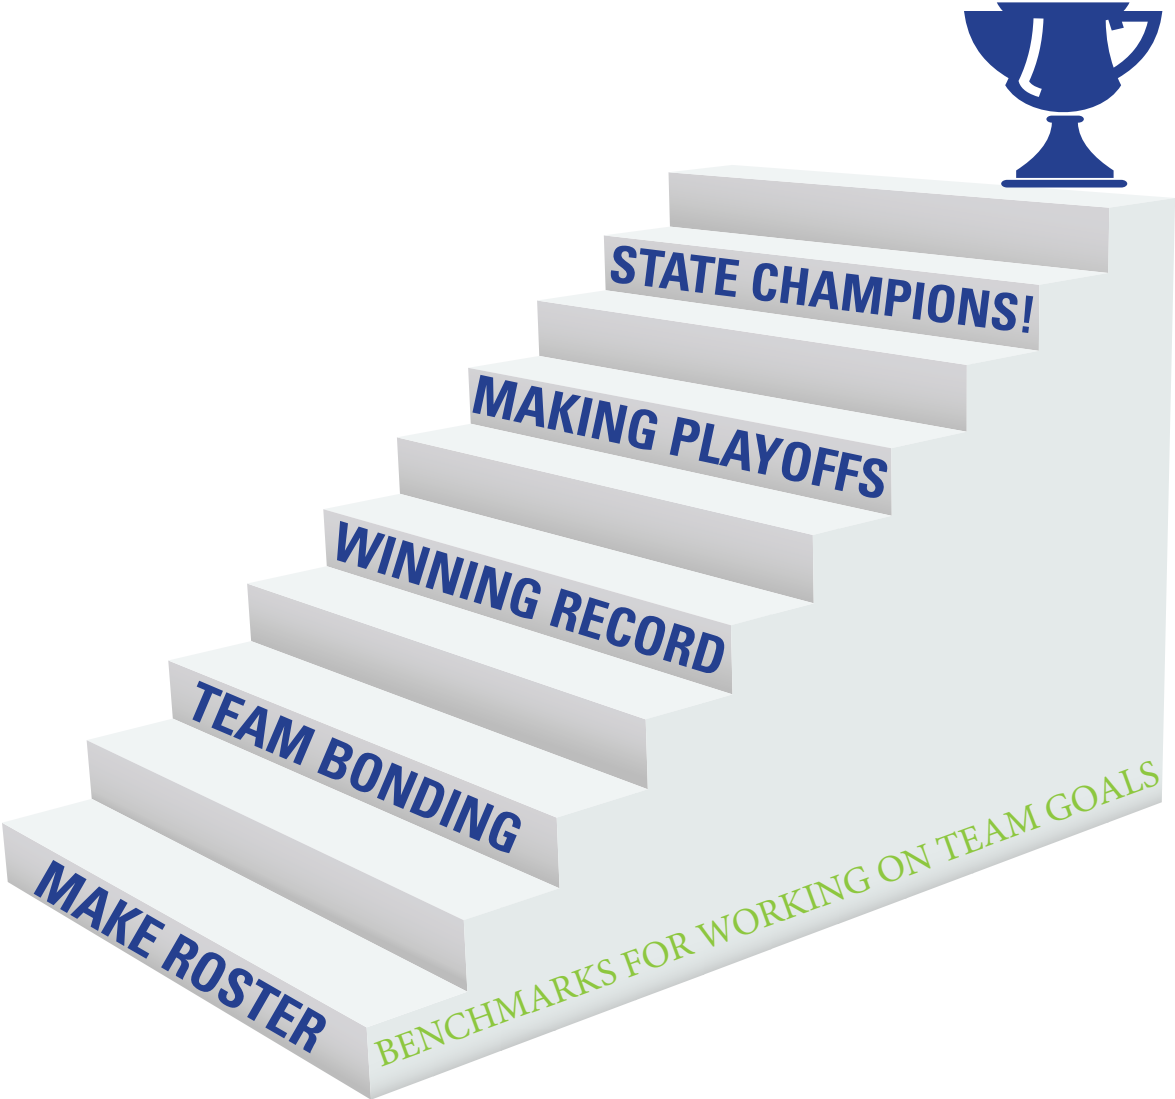 STATE CHAMPIONS!
MAKING PLAYOFFS
WINNING RECORD
TEAM BONDING
MAKE ROSTER
BENCHMARKS FOR WORKING ON TEAM GOALS